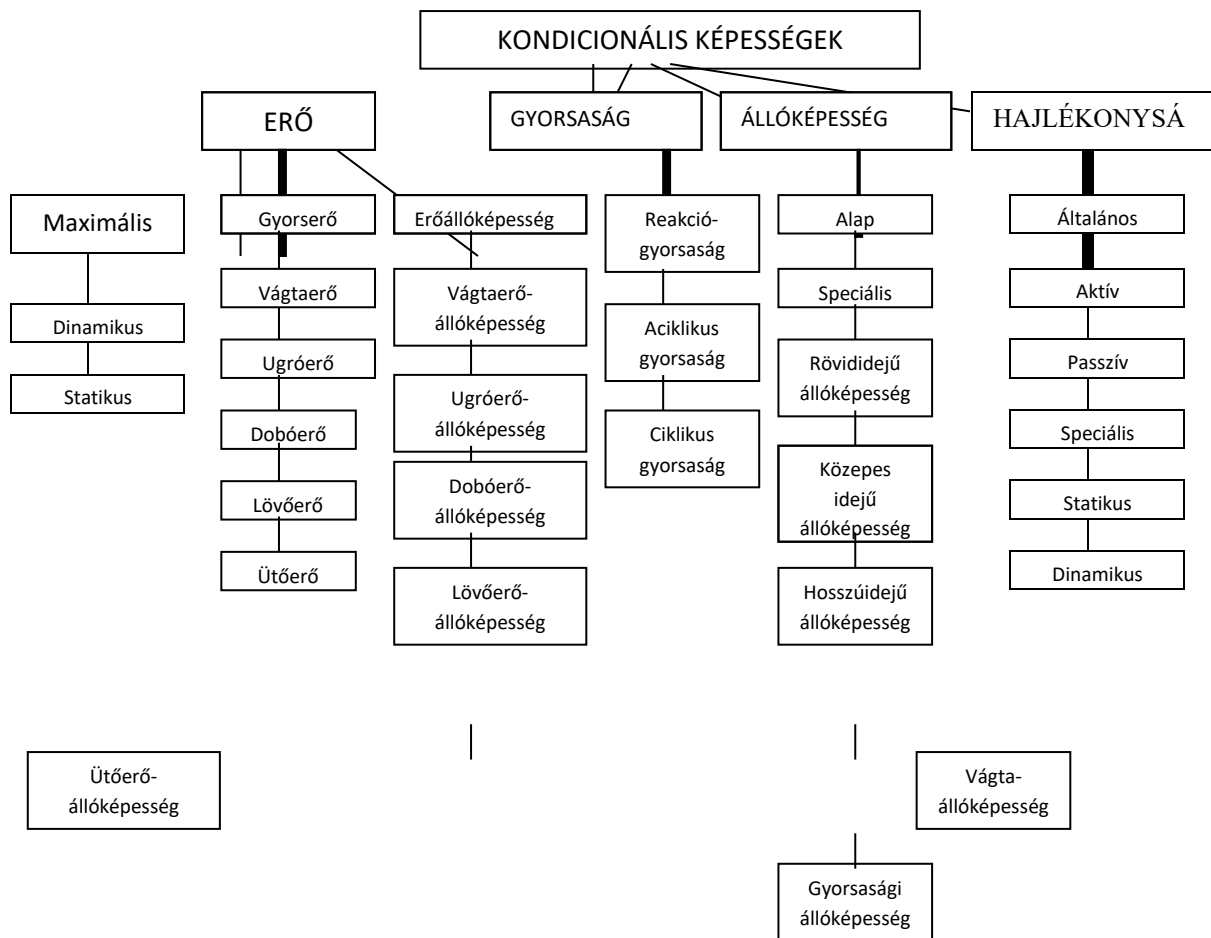 KONDICIONÁLIS KÉPESSÉGEK
ERŐ
GYORSASÁG
ÁLLÓKÉPESSÉG
HAJLÉKONYSÁ
Maximális
Dinamikus
Statikus
Gyorserő
Vágtaerő
Ugróerő
Dobóerő
Lövőerő
Ütőerő
Erőállóképesség
Vágtaerő-
állóképesség
Ugróerő-
állóképesség
Dobóerő-
állóképesség
Lövőerő-
állóképesség
Reakció-
gyorsaság
Aciklikus
gyorsaság
Ciklikus
gyorsaság
Alap
Speciális
Rövididejű
állóképesség
Közepes
idejű
állóképesség
Hosszúidejű
állóképesség
Általános
Aktív
Passzív
Speciális
Statikus
Dinamikus
Ütőerő-
állóképesség
Vágta-
állóképesség
Gyorsasági
állóképesség